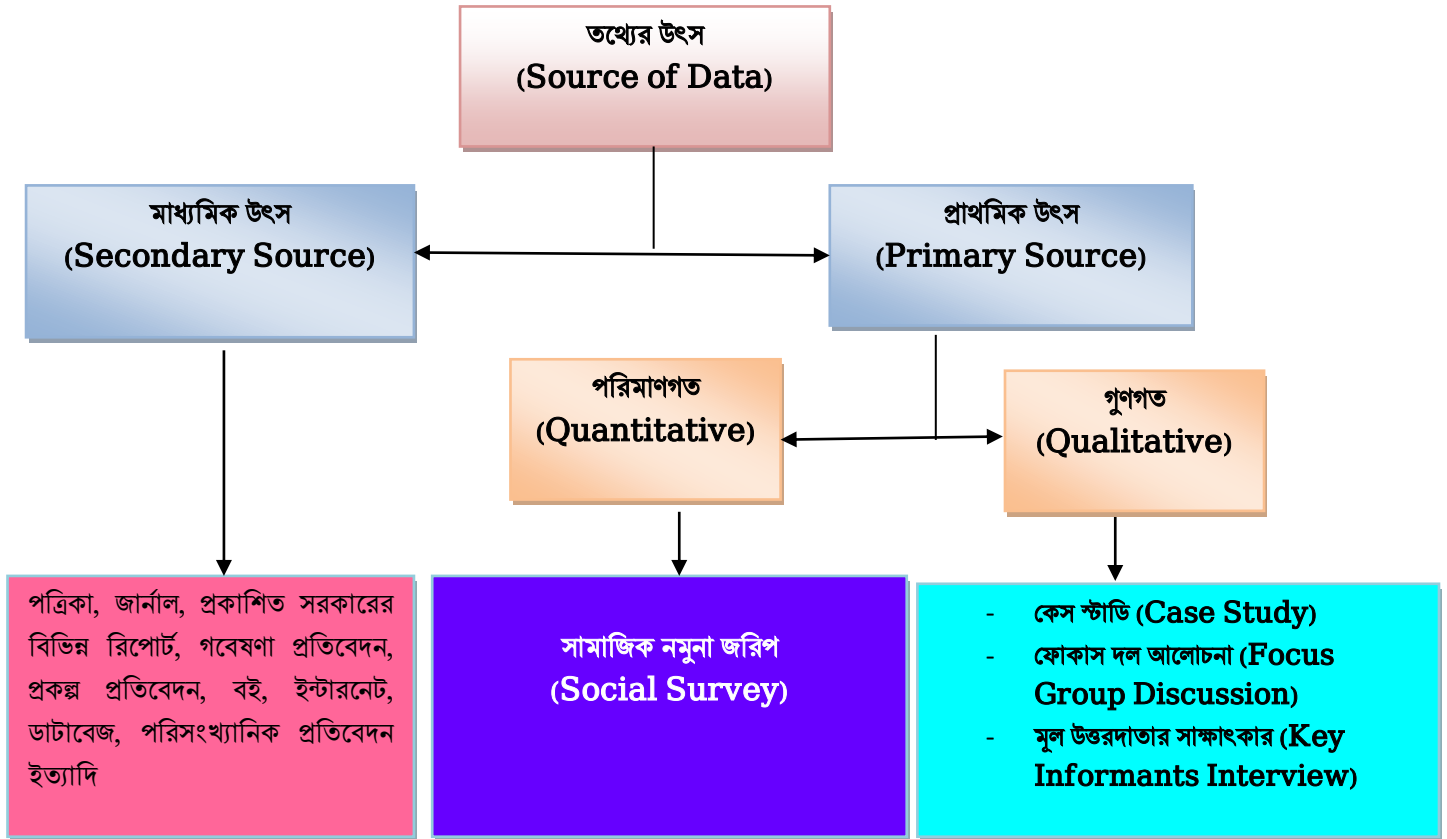 তথ্যের উৎস
(Source of Data)
মাধ্যমিক উৎস
(Secondary Source)
প্রাথমিক উৎস
(Primary Source)
পরিমাণগত
(Quantitative)
গুণগত
(Qualitative)
পত্রিকা, জার্নাল, প্রকাশিত সরকারের
বিভিন্ন রিপোর্ট, গবেষণা প্রতিবেদন,
প্রকল্প প্রতিবেদন, বই, ইন্টারনেট,
ডাটাবেজ, পরিসংখ্যানিক প্রতিবেদন
ইত্যাদি
সামাজিক নমুনা জরিপ
(Social Survey)
- কেস স্টাডি (Case Study)
- ফোকাস দল আলোচনা (Focus
Group Discussion)
- মূল উত্তরদাতার সাক্ষাৎকার (Key
Informants Interview)